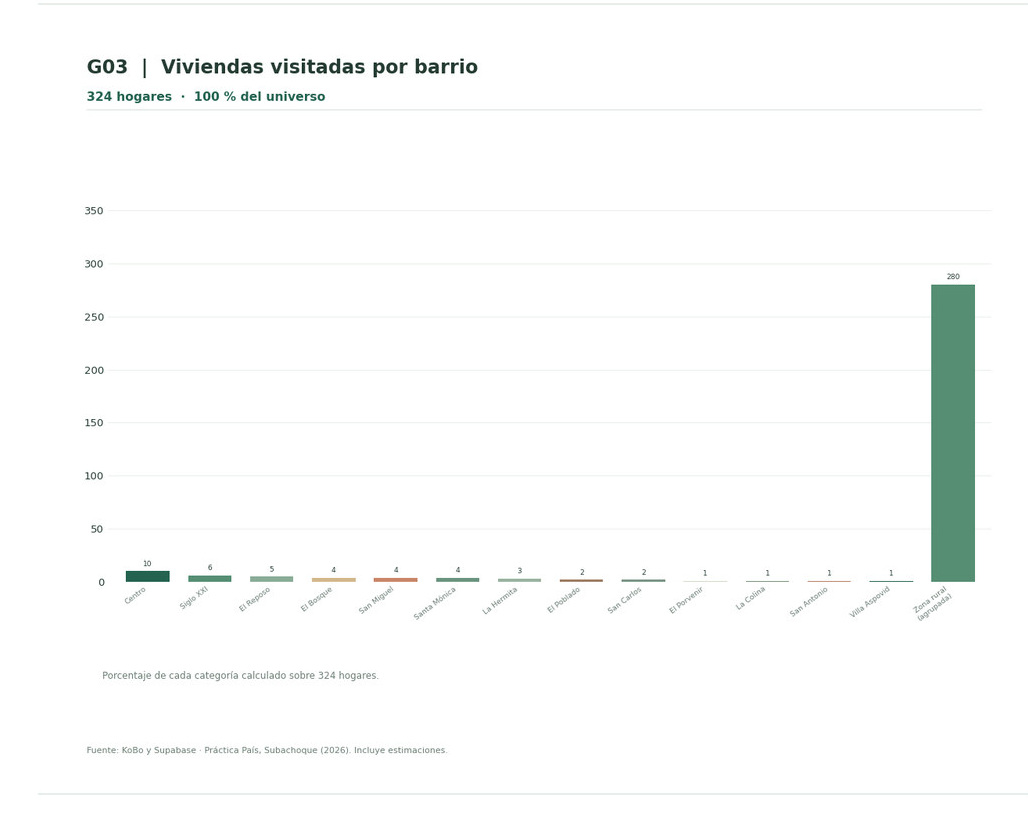 G03 | Viviendas visitadas por barrio
324 hogares · 100 % del universo
350
300
250
200
150
100
50
0
10
6
5
4
4
4
3
2
2
1
1
1
1
280
Centro
Siglo XXI
El Reposo
El Bosque
San Miguel
Santa Mónica
La Hermita
El Poblado
San Carlos
El Porvenir
La Colina
San Antonio
Villa Aspovid
Zona rural
(agrupada)
Porcentaje de cada categoría calculado sobre 324 hogares.
Fuente: KoBo y Supabase · Práctica País, Subachoque (2026). Incluye estimaciones.